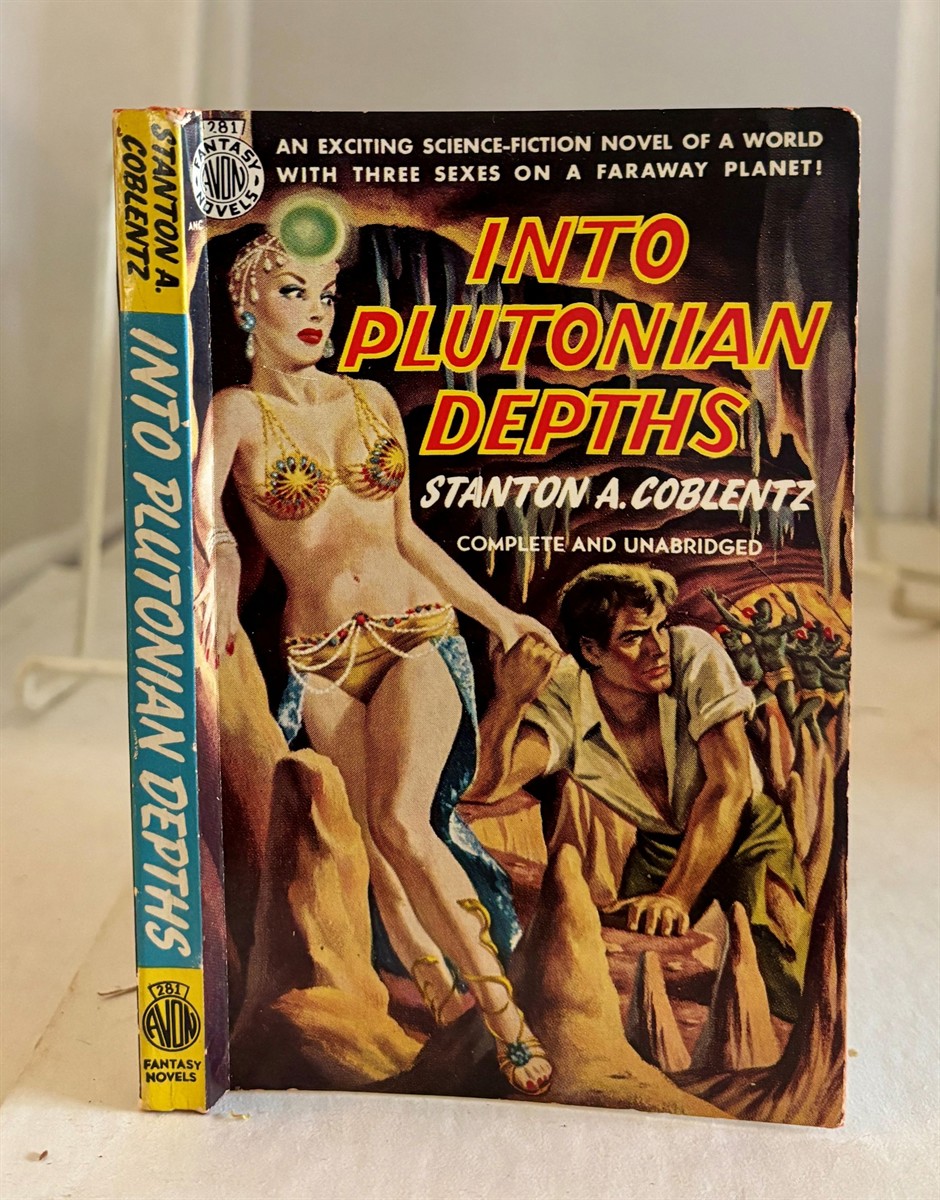 STANTON A.
COBLENTZ
INTO PLUTONIAN DEPTHS
281
AVON
FANTASY
NOVELS
281
FANTASY
AVON
NOVELS
AN EXCITING SCIENCE-FICTION NOVEL OF A WORLD
WITH THREE SEXES ON A FARAWAY PLANET!
INTO
PLUTONIAN
DEPTHS
STANTON A. COBLENTZ
COMPLETE AND UNABRIDGED